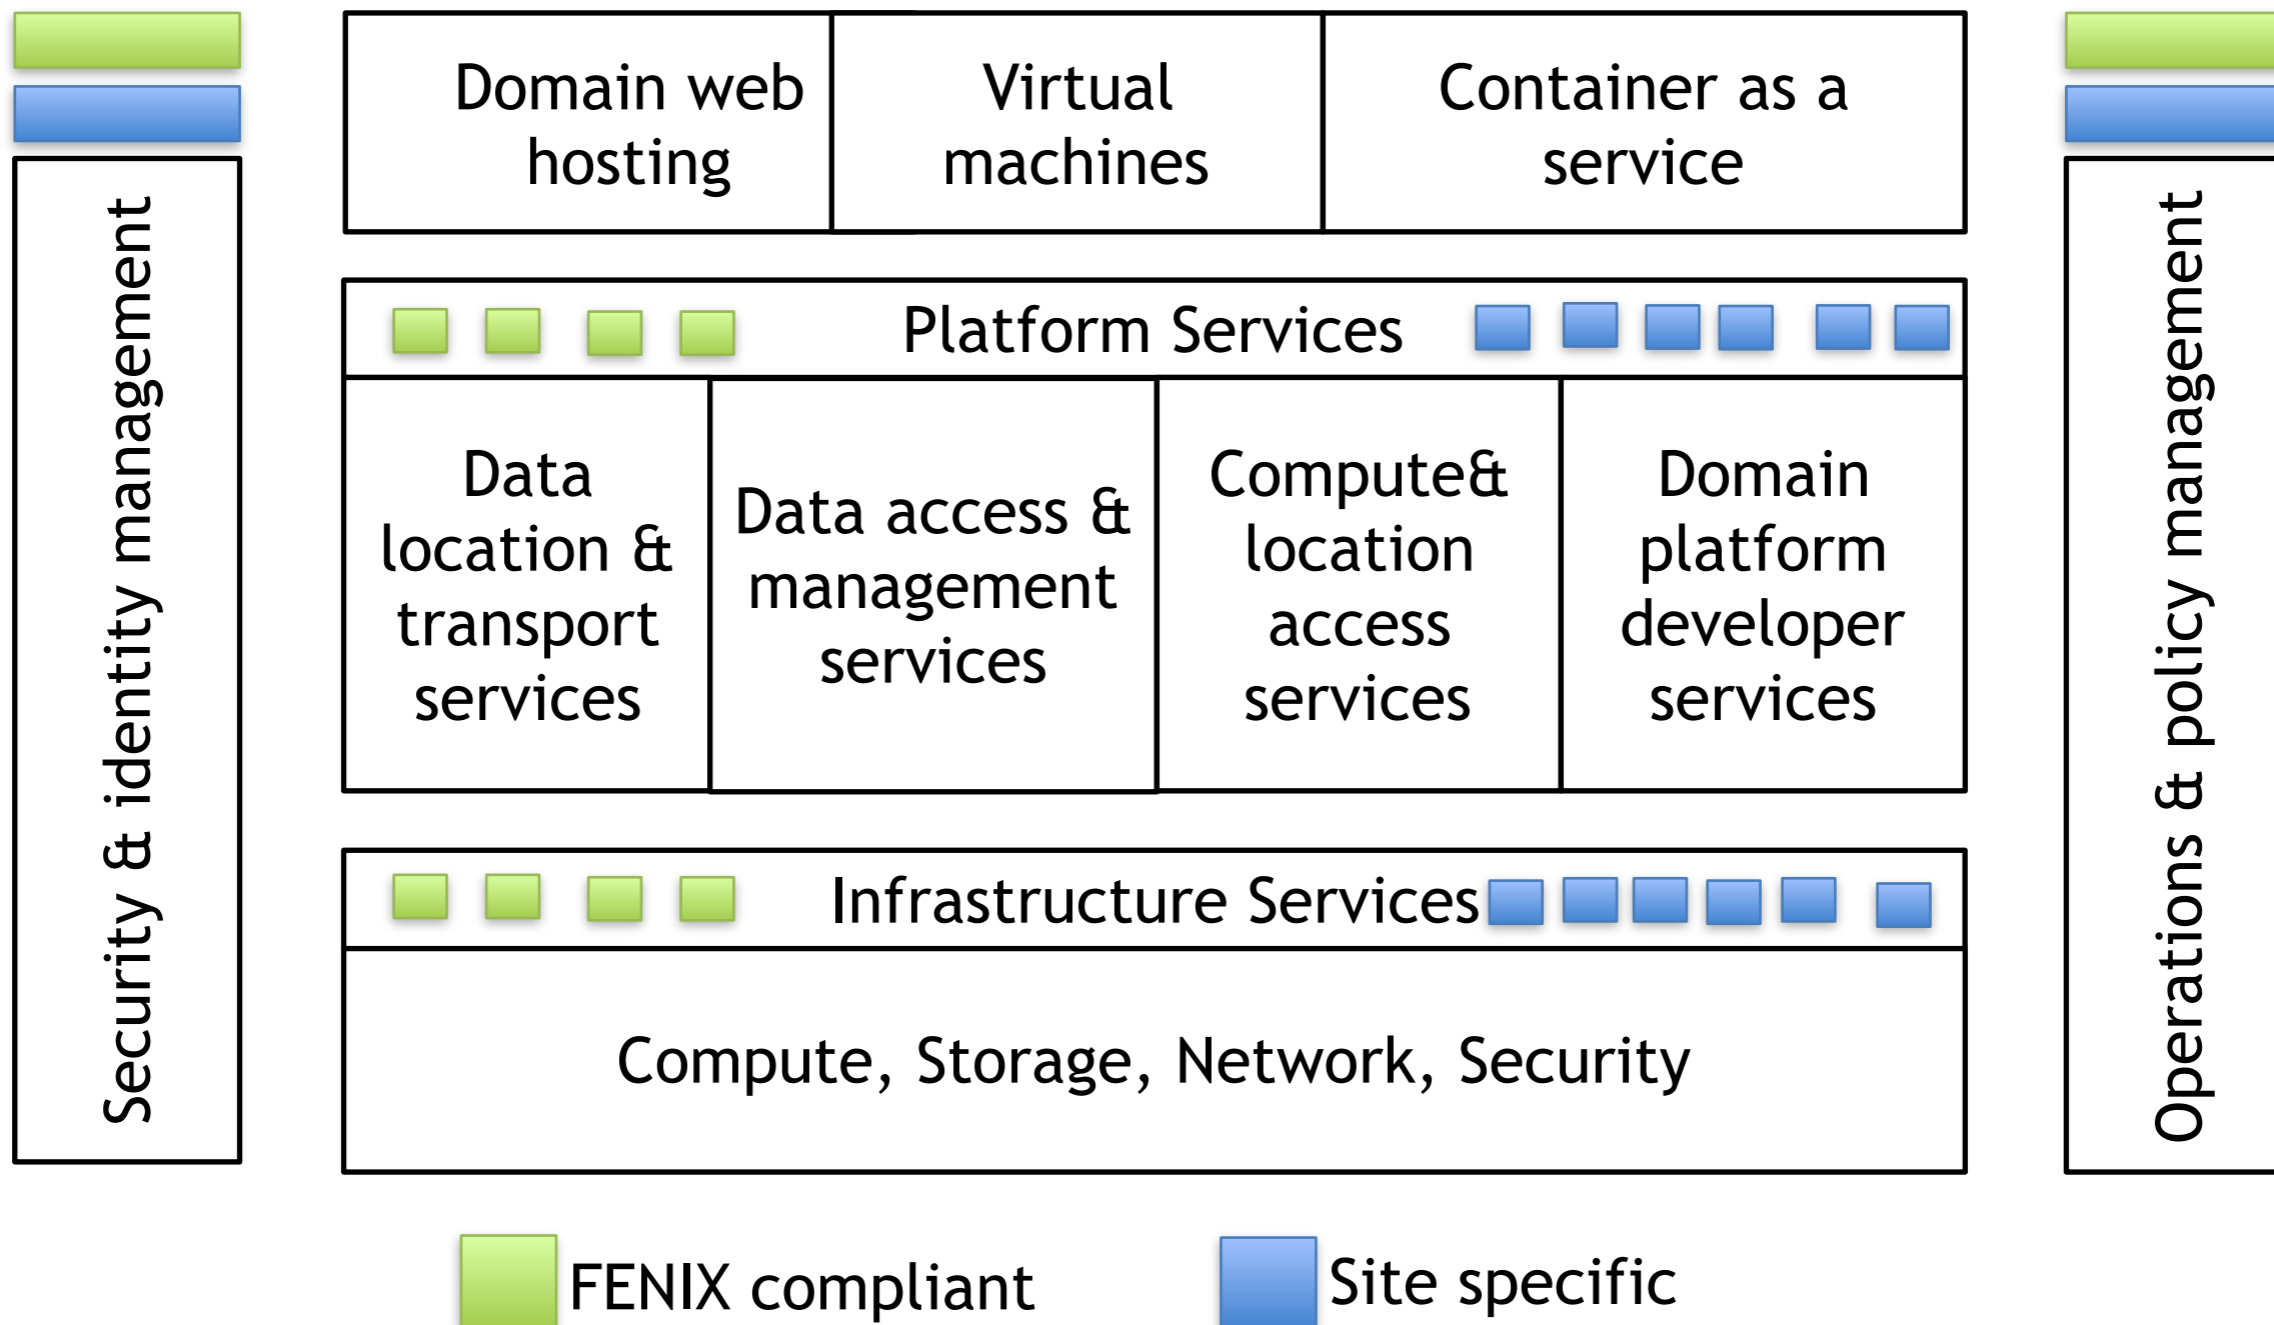 Security & identity management
Domain web
hosting
Virtual
machines
Container as a
service
Platform Services
Data
location &
transport
services
Data access &
management
services
Compute&
location
access
services
Domain
platform
developer
services
Infrastructure Services
Compute, Storage, Network, Security
Operations & policy management
FENIX compliant
Site specific